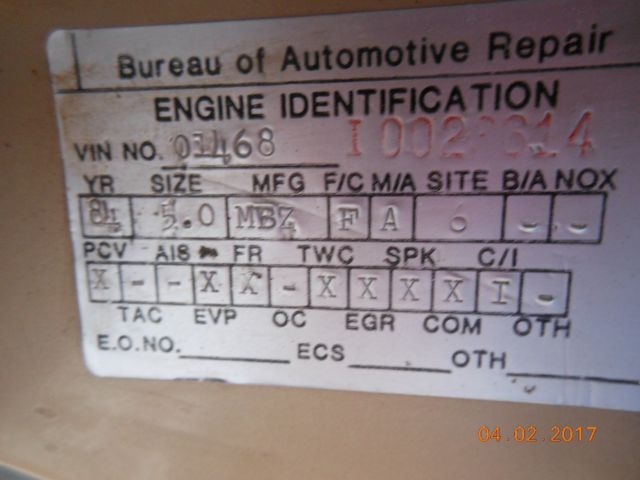 Bureau of Automotive Repair
ENGINE IDENTIFICATION
VIN NO. 01468
YR SIZE MFG F/C M/A SITE B/A NOX
84 5.0 MBZ F A 6 - -
PCV AIS FR TWC SPK C/I
X - - X X - X X X X I -
TAC EVP OC EGR COM OTH
E.O.NO. ECS OTH
04.02.2017